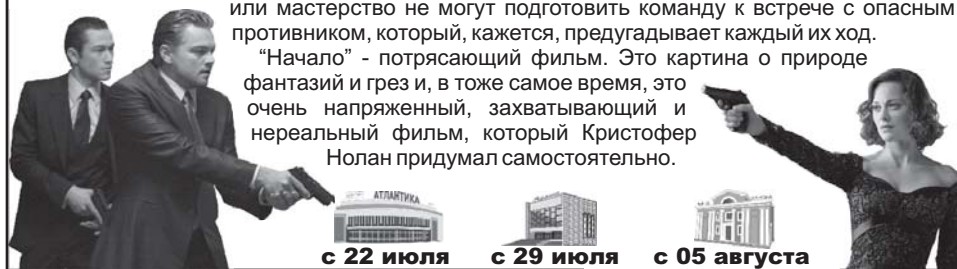 или мастерство не могут подготовить команду к встрече с опасным
противником, который, кажется, предугадывает каждый их ход.
“Начало” - потрясающий фильм. Это картина о природе
фантазий и грез и, в тоже самое время, это
очень напряженный, захватывающий и
нереальный фильм, который Кристофер
Нолан придумал самостоятельно.
АТЛАНТИКА
с 22 июля с 29 июля с 05 августа